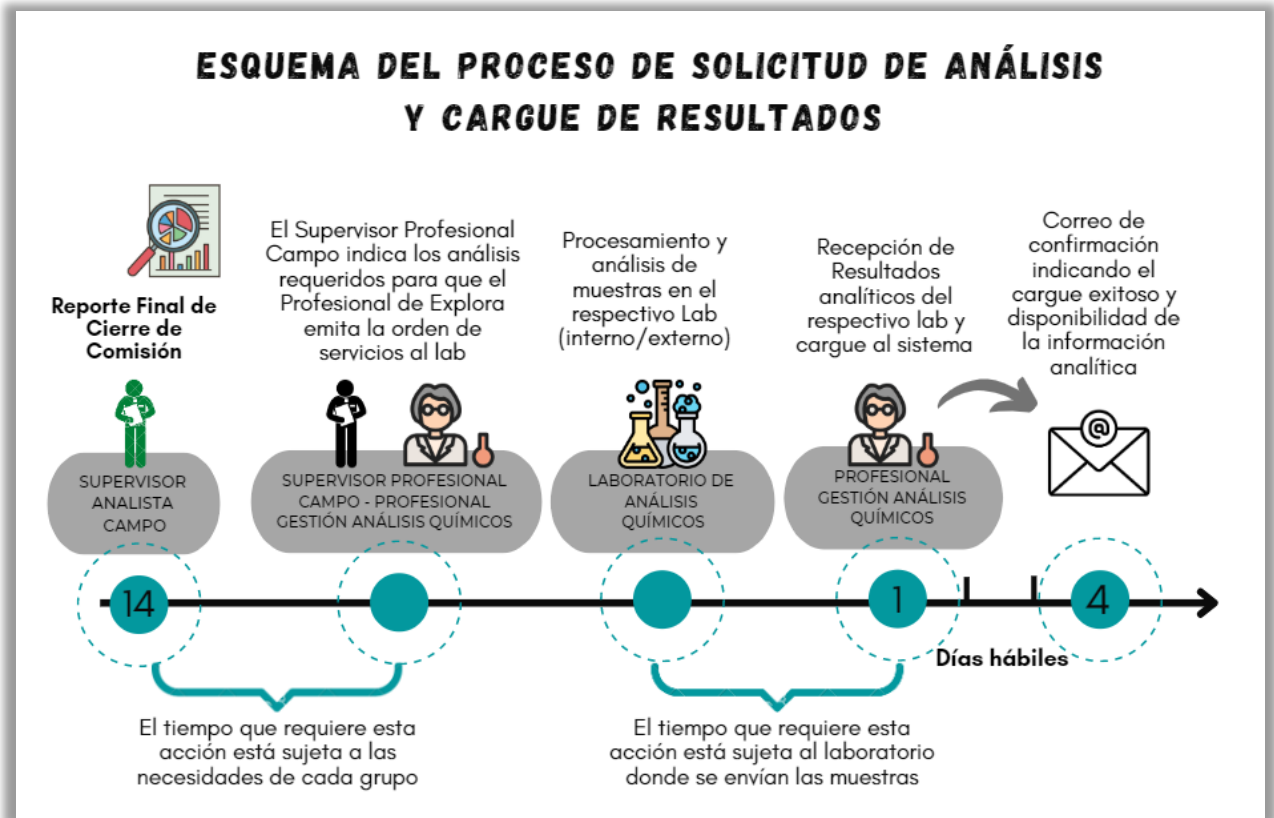 ESQUEMA DEL PROCESO DE SOLICITUD DE ANÁLISIS
Y CARGUE DE RESULTADOS
Reporte Final de
Cierre de
Comisión
El Supervisor Profesional
Campo indica los análisis
requeridos para que el
Profesional de Explora
emita la orden de
servicios al lab
Procesamiento y
análisis de
muestras en el
respectivo Lab
(interno/externo)
Recepción de
Resultados
analíticos del
respectivo lab y
cargue al sistema
Correo de
confirmación
indicando el
cargue exitoso y
disponibilidad de
la información
analítica
@
SUPERVISOR
ANALISTA
CAMPO
SUPERVISOR PROFESIONAL
CAMPO - PROFESIONAL
GESTIÓN ANÁLISIS QUÍMICOS
LABORATORIO DE
ANÁLISIS
QUÍMICOS
PROFESIONAL
GESTIÓN ANÁLISIS
QUÍMICOS
14
1
4
Días hábiles
El tiempo que requiere esta
acción está sujeta a las
necesidades de cada grupo
El tiempo que requiere esta
acción está sujeta al laboratorio
donde se envían las muestras